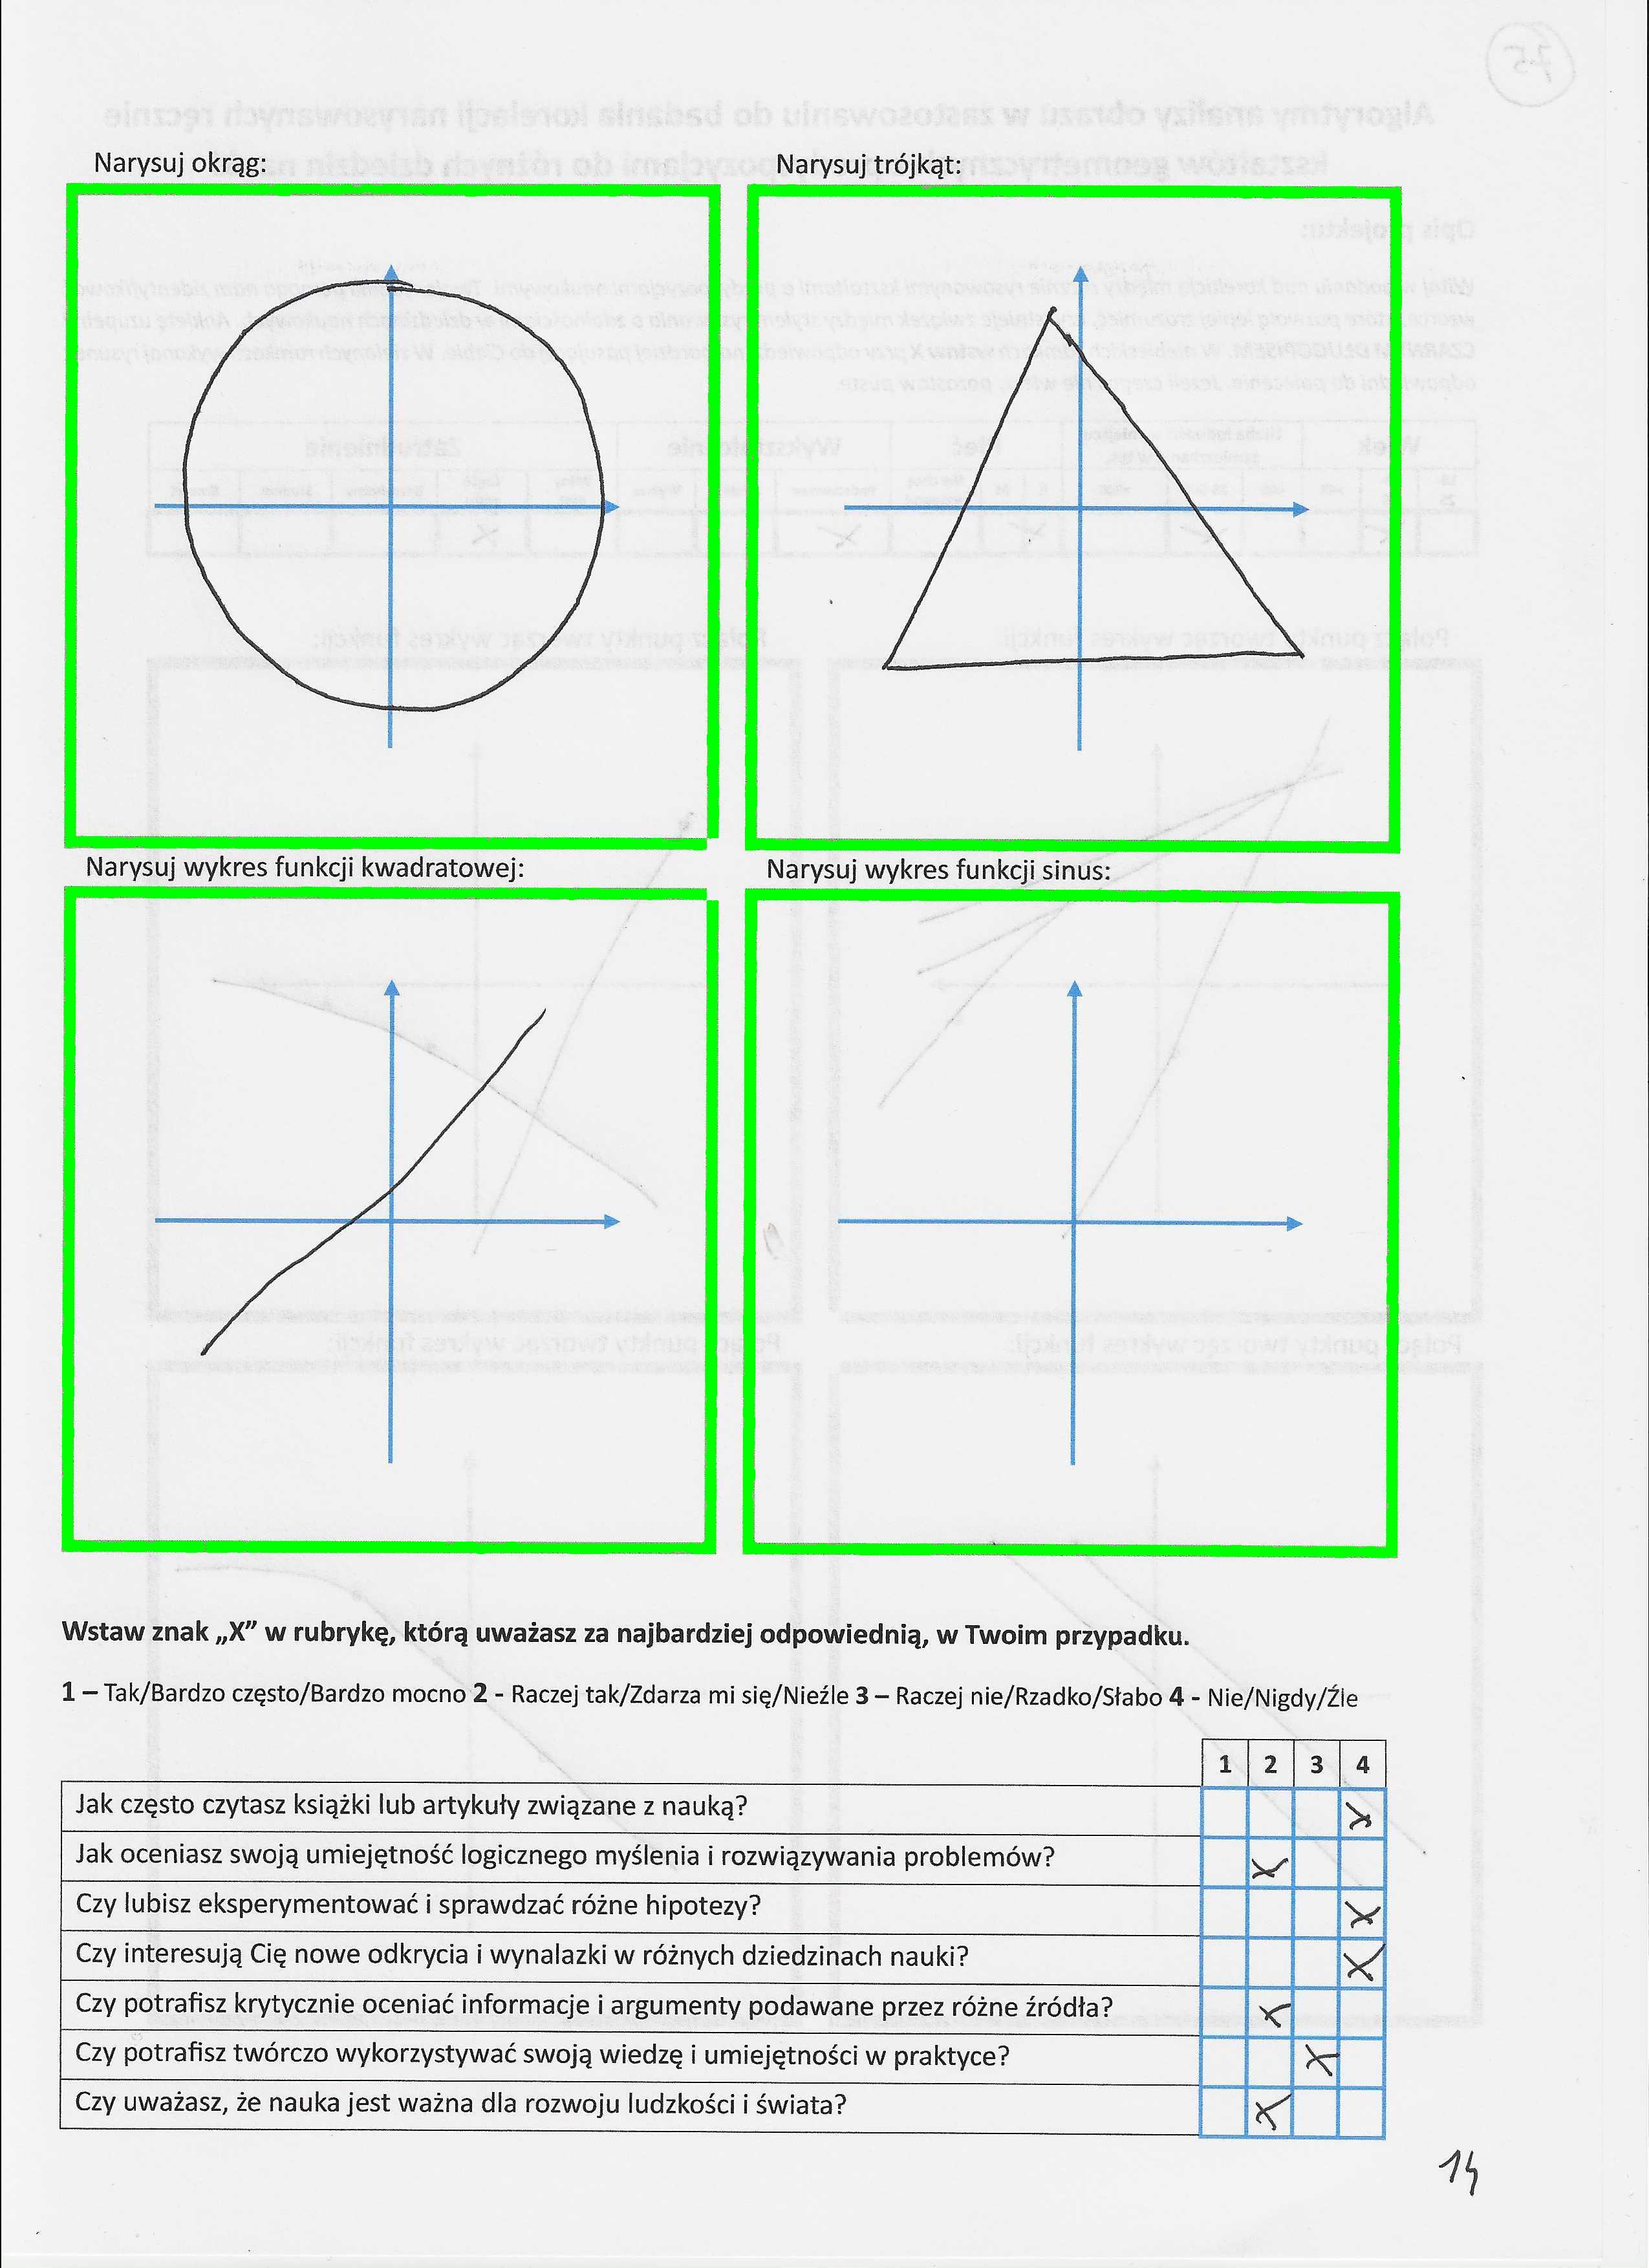 Narysuj okrąg:
Narysuj trójkąt:
Narysuj wykres funkcji kwadratowej:
Narysuj wykres funkcji sinus:
Wstaw znak „X” w rubrykę, którą uważasz za najbardziej odpowiednią, w Twoim przypadku.
1 – Tak/Bardzo często/Bardzo mocno 2 - Raczej tak/Zdarza mi się/Nieźle 3 – Raczej nie/Rzadko/Słabo 4 - Nie/Nigdy/Źle
1 2 3 4
Jak często czytasz książki lub artykuły związane z nauką? X
Jak oceniasz swoją umiejętność logicznego myślenia i rozwiązywania problemów? X
Czy lubisz eksperymentować i sprawdzać różne hipotezy? X
Czy interesują Cię nowe odkrycia i wynalazki w różnych dziedzinach nauki? X
Czy potrafisz krytycznie oceniać informacje i argumenty podawane przez różne źródła? X
Czy potrafisz twórczo wykorzystywać swoją wiedzę i umiejętności w praktyce? X
Czy uważasz, że nauka jest ważna dla rozwoju ludzkości i świata? X